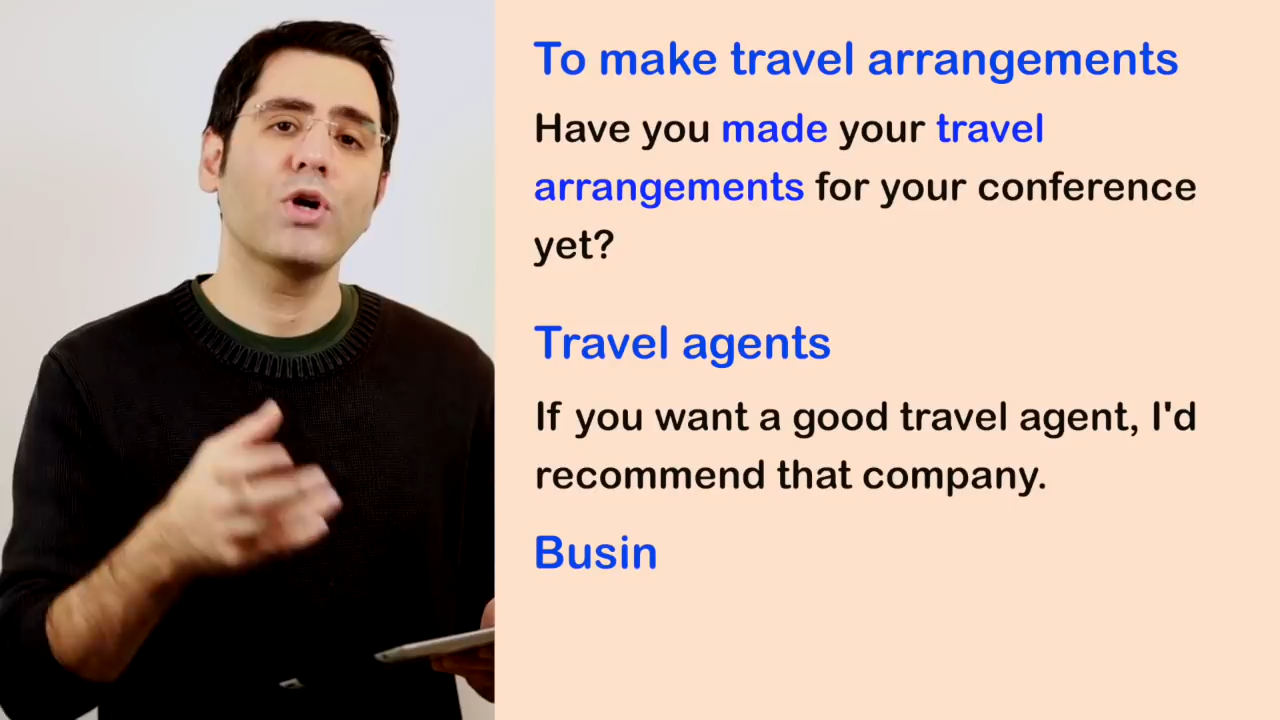 To make travel arrangements
Have you made your travel
arrangements for your conference
yet?
Travel agents
If you want a good travel agent, I'd
recommend that company.
Busin